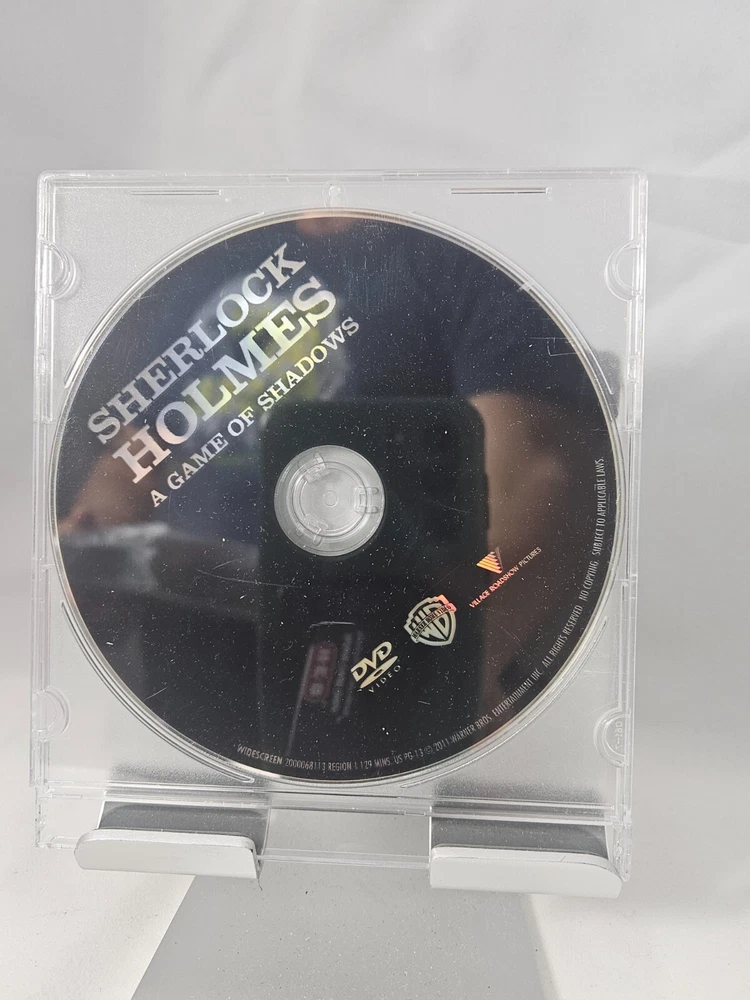 SHERLOCK
HOLMES
A GAME OF SHADOWS
VILLAGE ROADSHOW PICTURES
WB
DVD
VIDEO
WIDESCREEN 2000068113 REGION 1 129 MINS. US PG-13 © 2011 WARNER BROS. ENTERTAINMENT INC. ALL RIGHTS RESERVED. NO COPYING. SUBJECT TO APPLICABLE LAWS.